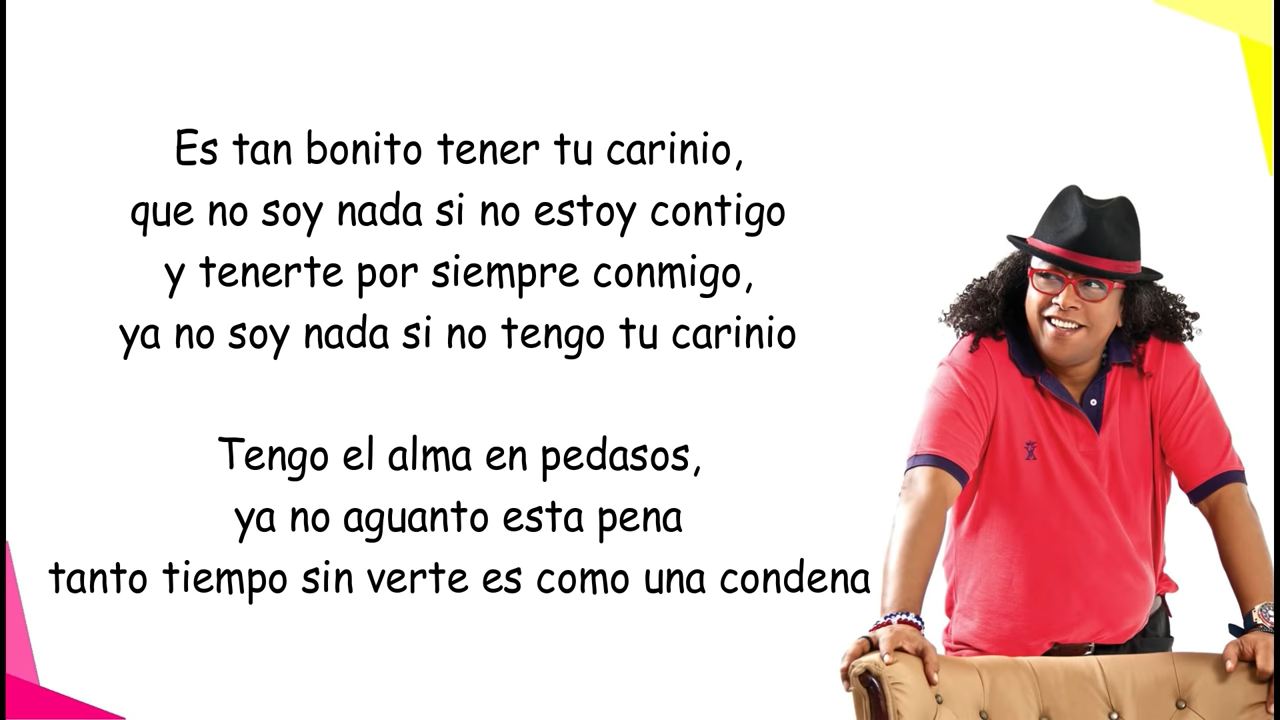 Es tan bonito tener tu carinio,
que no soy nada si no estoy contigo
y tenerte por siempre conmigo,
ya no soy nada si no tengo tu carinio
Tengo el alma en pedasos,
ya no aguanto esta pena
tanto tiempo sin verte es como una condena